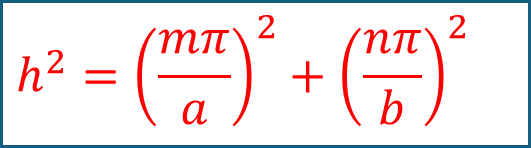 h² = (mπ/a)² + (nπ/b)²